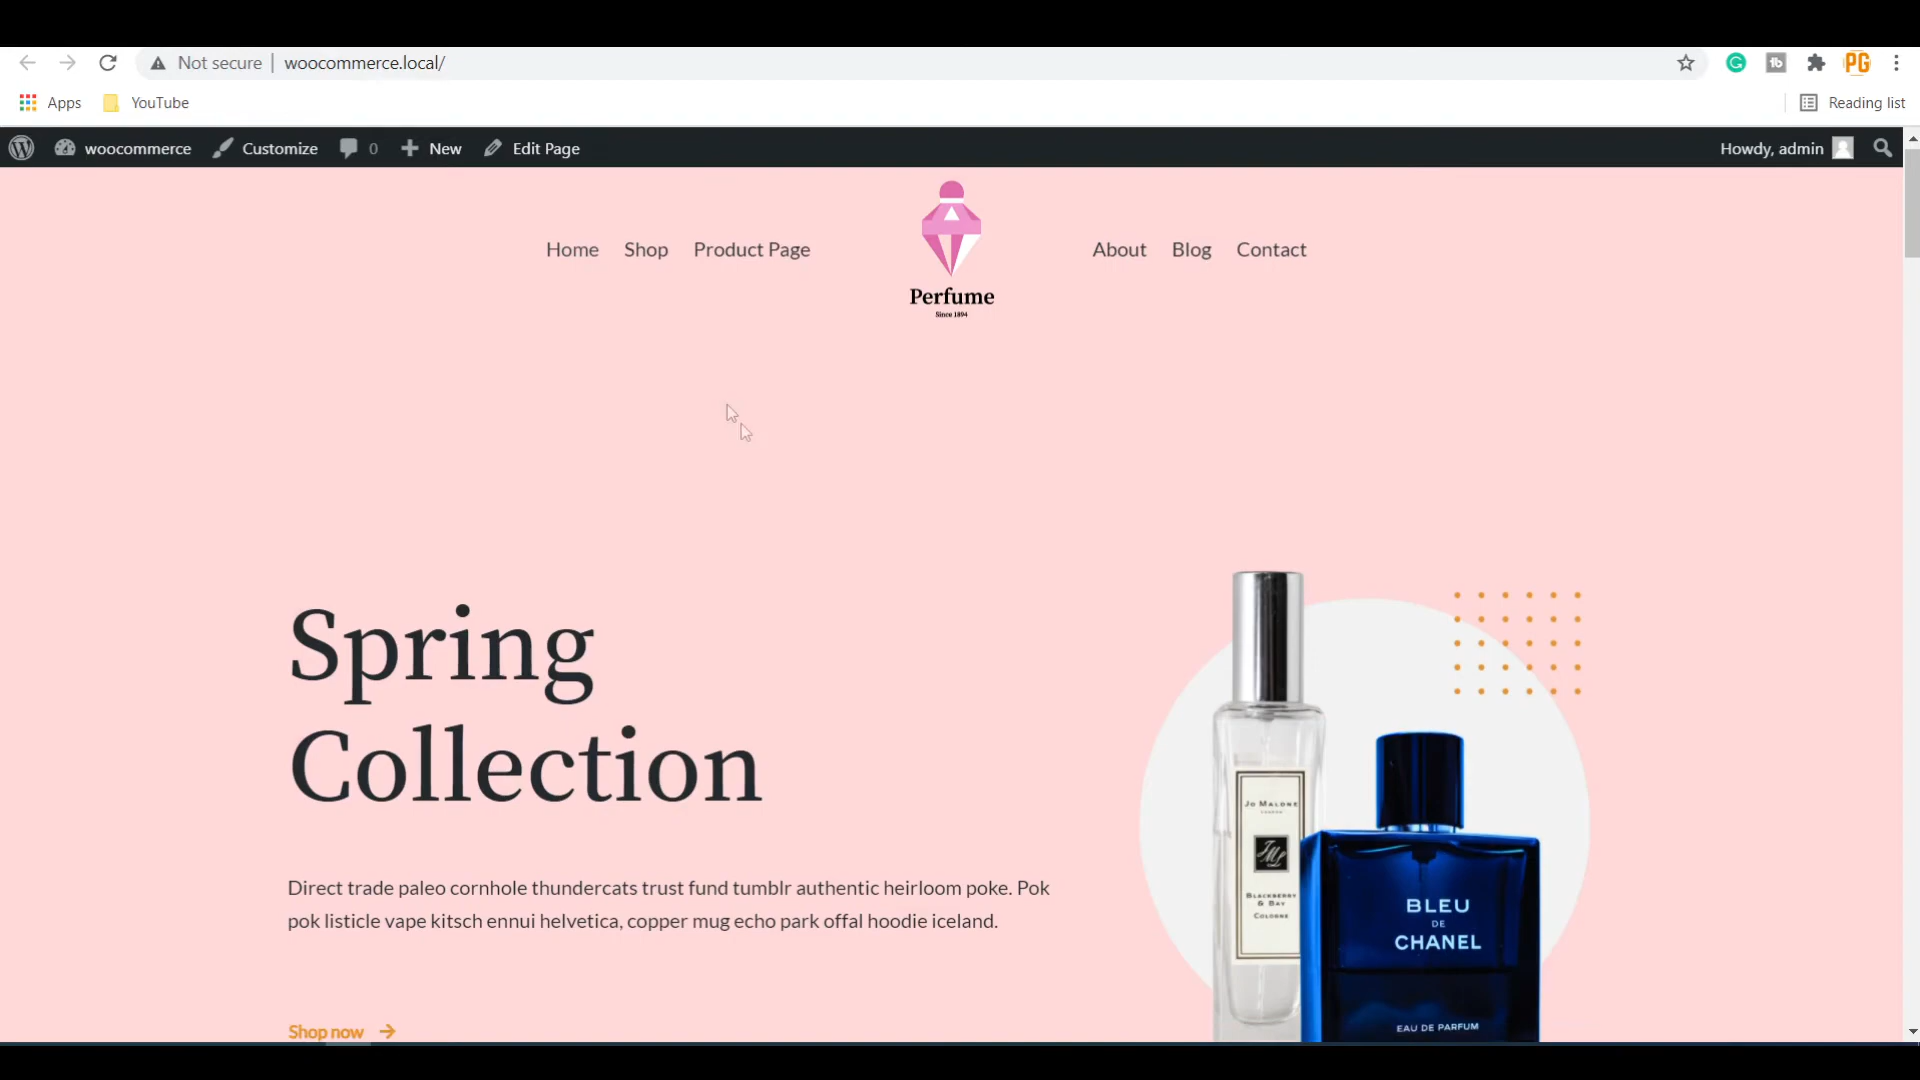 Not secure | woocommerce.local/
Apps YouTube Reading list
woocommerce Customize 0 New Edit Page Howdy, admin
Home Shop Product Page About Blog Contact
Perfume
Since 1894
Spring
Collection
Direct trade paleo cornhole thundercats trust fund tumblr authentic heirloom poke. Pok
pok listicle vape kitsch ennui helvetica, copper mug echo park offal hoodie iceland.
Shop now
Jo Malone
London
JML
Blackberry
& Bay
Cologne
BLEU
DE
CHANEL
EAU DE PARFUM
PG